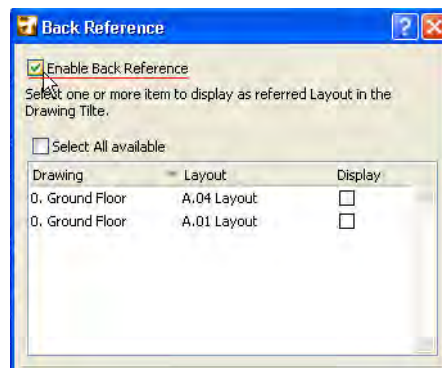 Back Reference
Enable Back Reference
Select one or more item to display as referred Layout in the
Drawing Tilte.
Select All available
Drawing Layout Display
0. Ground Floor A.04 Layout
0. Ground Floor A.01 Layout